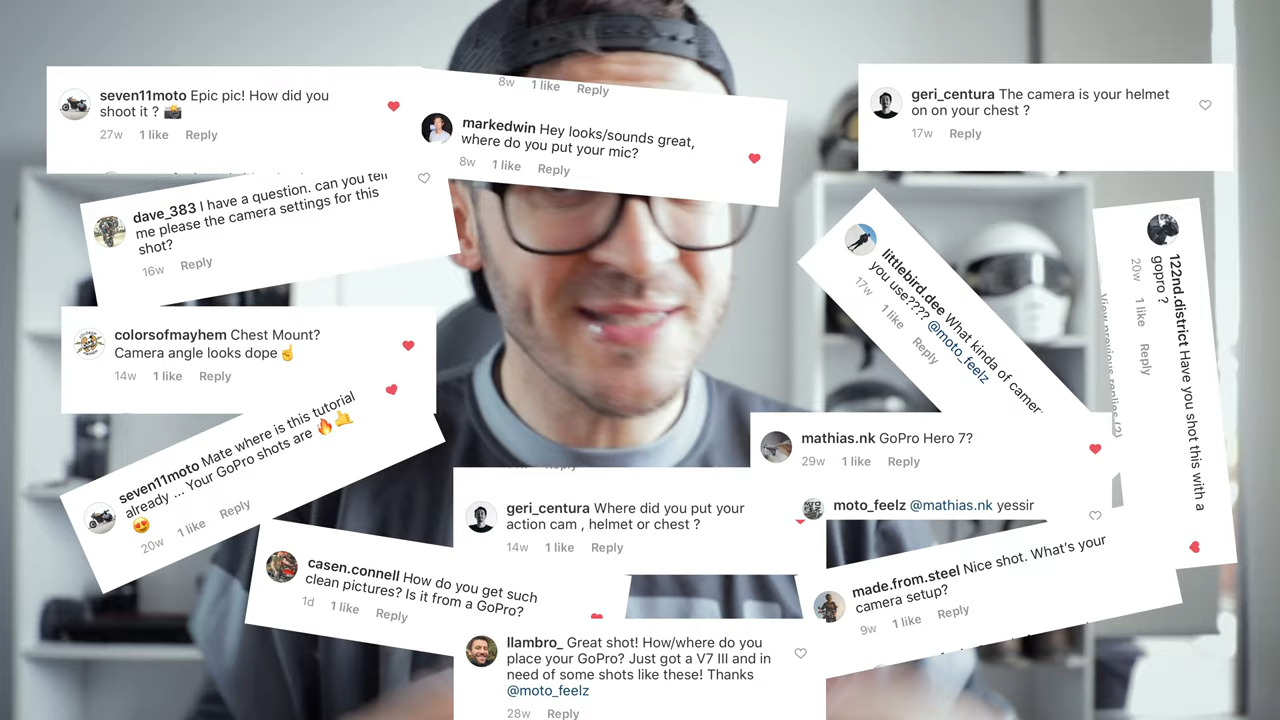 seven11moto Epic pic! How did you
shoot it ? 📸
27w 1 like Reply
8w 1 like Reply
markedwin Hey looks/sounds great,
where do you put your mic?
8w 1 like Reply
geri_centura The camera is your helmet
on on your chest ?
17w Reply
dave_383 I have a question. can you tell
me please the camera settings for this
shot?
16w Reply
littlebird.dee What kinda of camer
you use???? @moto_feelz
17w 1 like Reply
122nd.district Have you shot this with a
gopro ?
20w 1 like Reply
View previous replies (2)
colorsofmayhem Chest Mount?
Camera angle looks dope ☝️
14w 1 like Reply
seven11moto Mate where is this tutorial
already ... Your GoPro shots are 🔥🤙
😍
20w 1 like Reply
mathias.nk GoPro Hero 7?
29w 1 like Reply
moto_feelz @mathias.nk yessir
Reply
geri_centura Where did you put your
action cam , helmet or chest ?
14w 1 like Reply
casen.connell How do you get such
clean pictures? Is it from a GoPro?
1d 1 like Reply
made.from.steel Nice shot. What's your
camera setup?
9w 1 like Reply
llambro_ Great shot! How/where do you
place your GoPro? Just got a V7 III and in
need of some shots like these! Thanks
@moto_feelz
28w Reply